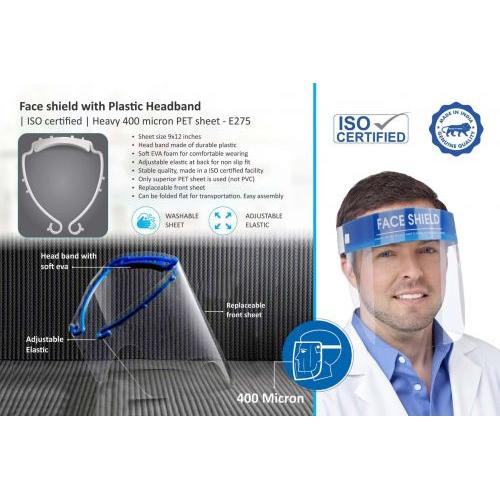 Face shield with Plastic Headband
| ISO certified | Heavy 400 micron PET sheet - E275
• Sheet size 9x12 inches
• Head band made of durable plastic
• Soft EVA foam for comfortable wearing
• Adjustable elastic at back for non slip fit
• Stable quality, made in a ISO certified facility
• Only superior PET sheet is used (not PVC)
• Replaceable front sheet
• Can be folded flat for transportation. Easy assembly
WASHABLE
SHEET
ADJUSTABLE
ELASTIC
Head band with
soft eva
Replaceable
front sheet
Adjustable
Elastic
400 Micron
ISO
CERTIFIED
MADE IN INDIA
GENUINE QUALITY
FACE SHIELD